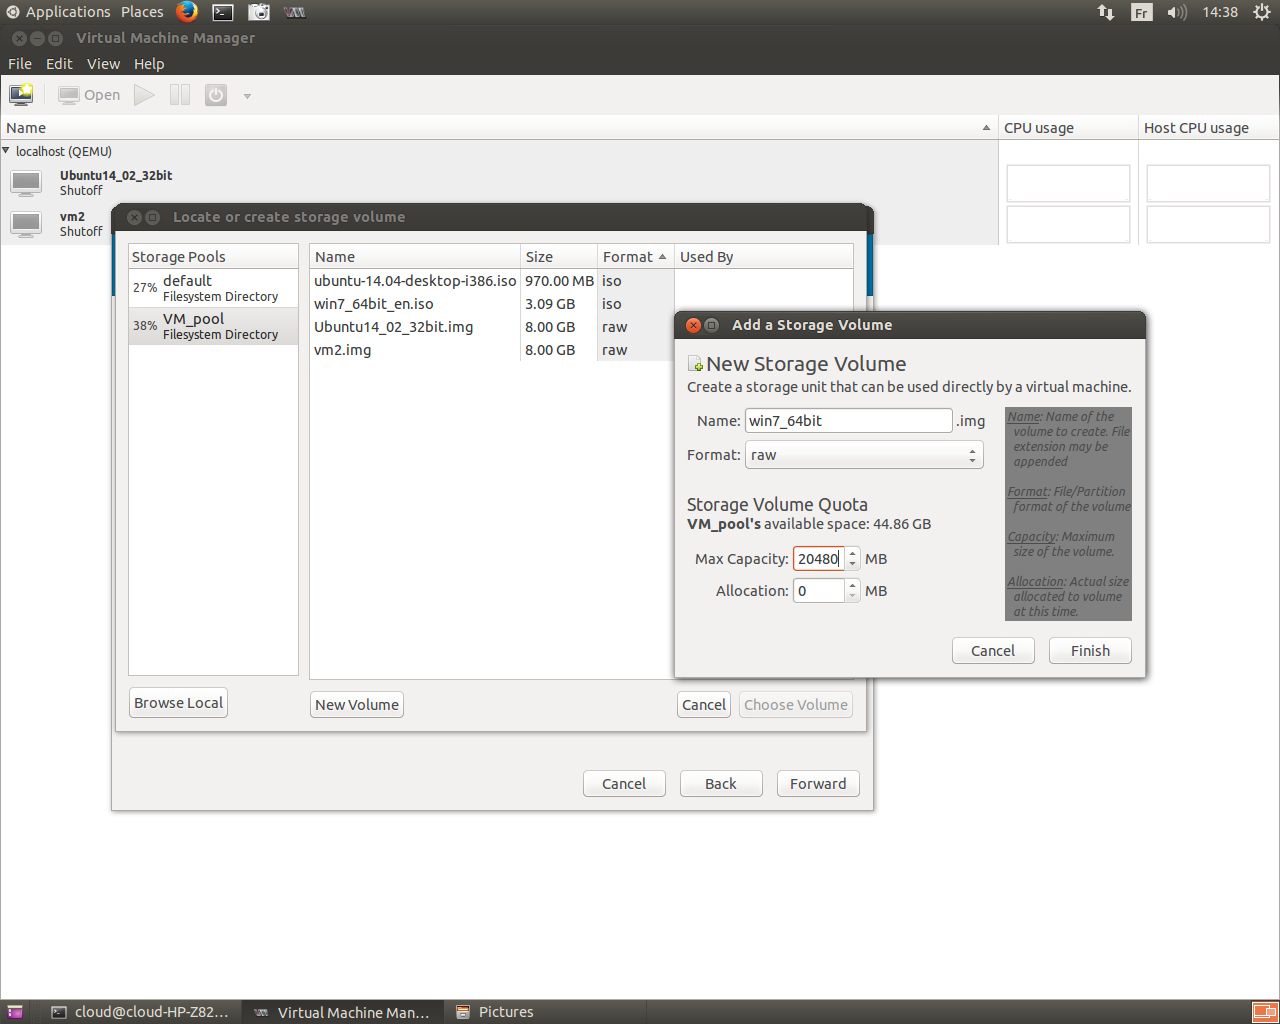 Applications Places Fr 14:38
Virtual Machine Manager
File Edit View Help
Open
Name CPU usage Host CPU usage
localhost (QEMU)
Ubuntu14_02_32bit
Shutoff
vm2
Shutoff
Locate or create storage volume
Storage Pools
27% default
Filesystem Directory
38% VM_pool
Filesystem Directory
Name Size Format Used By
ubuntu-14.04-desktop-i386.iso 970.00 MB iso
win7_64bit_en.iso 3.09 GB iso
Ubuntu14_02_32bit.img 8.00 GB raw
vm2.img 8.00 GB raw
Browse Local New Volume Cancel Choose Volume
Cancel Back Forward
Add a Storage Volume
New Storage Volume
Create a storage unit that can be used directly by a virtual machine.
Name: win7_64bit .img
Format: raw
Storage Volume Quota
VM_pool's available space: 44.86 GB
Max Capacity: 20480 MB
Allocation: 0 MB
Name: Name of the
volume to create. File
extension may be
appended
Format: File/Partition
format of the volume
Capacity: Maximum
size of the volume.
Allocation: Actual size
allocated to volume
at this time.
Cancel Finish
cloud@cloud-HP-Z82... Virtual Machine Man... Pictures